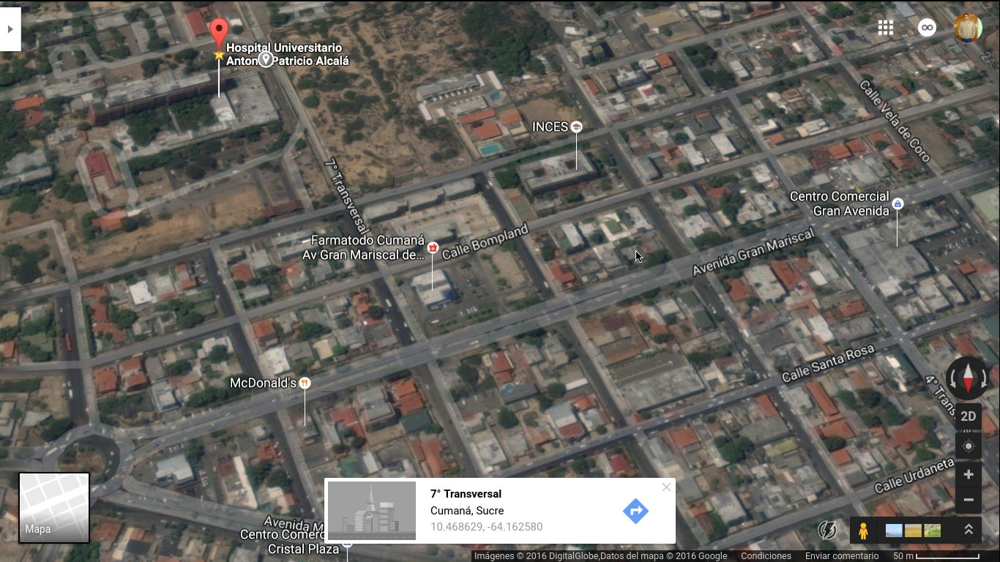 Hospital Universitario
Anton Patricio Alcalá
INCES
Calle Vela de Coro
7° Transversal
Centro Comercial
Gran Avenida
Farmatodo Cumaná
Av Gran Mariscal de...
Calle Bompland
Avenida Gran Mariscal
McDonald's
Calle Santa Rosa
4° Trans
2D
Calle Urdaneta
7° Transversal
Cumaná, Sucre
10.468629, -64.162580
Mapa
Avenida M
Centro Comerc
Cristal Plaza
Imágenes © 2016 DigitalGlobe,Datos del mapa © 2016 Google
Condiciones
Enviar comentario
50 m